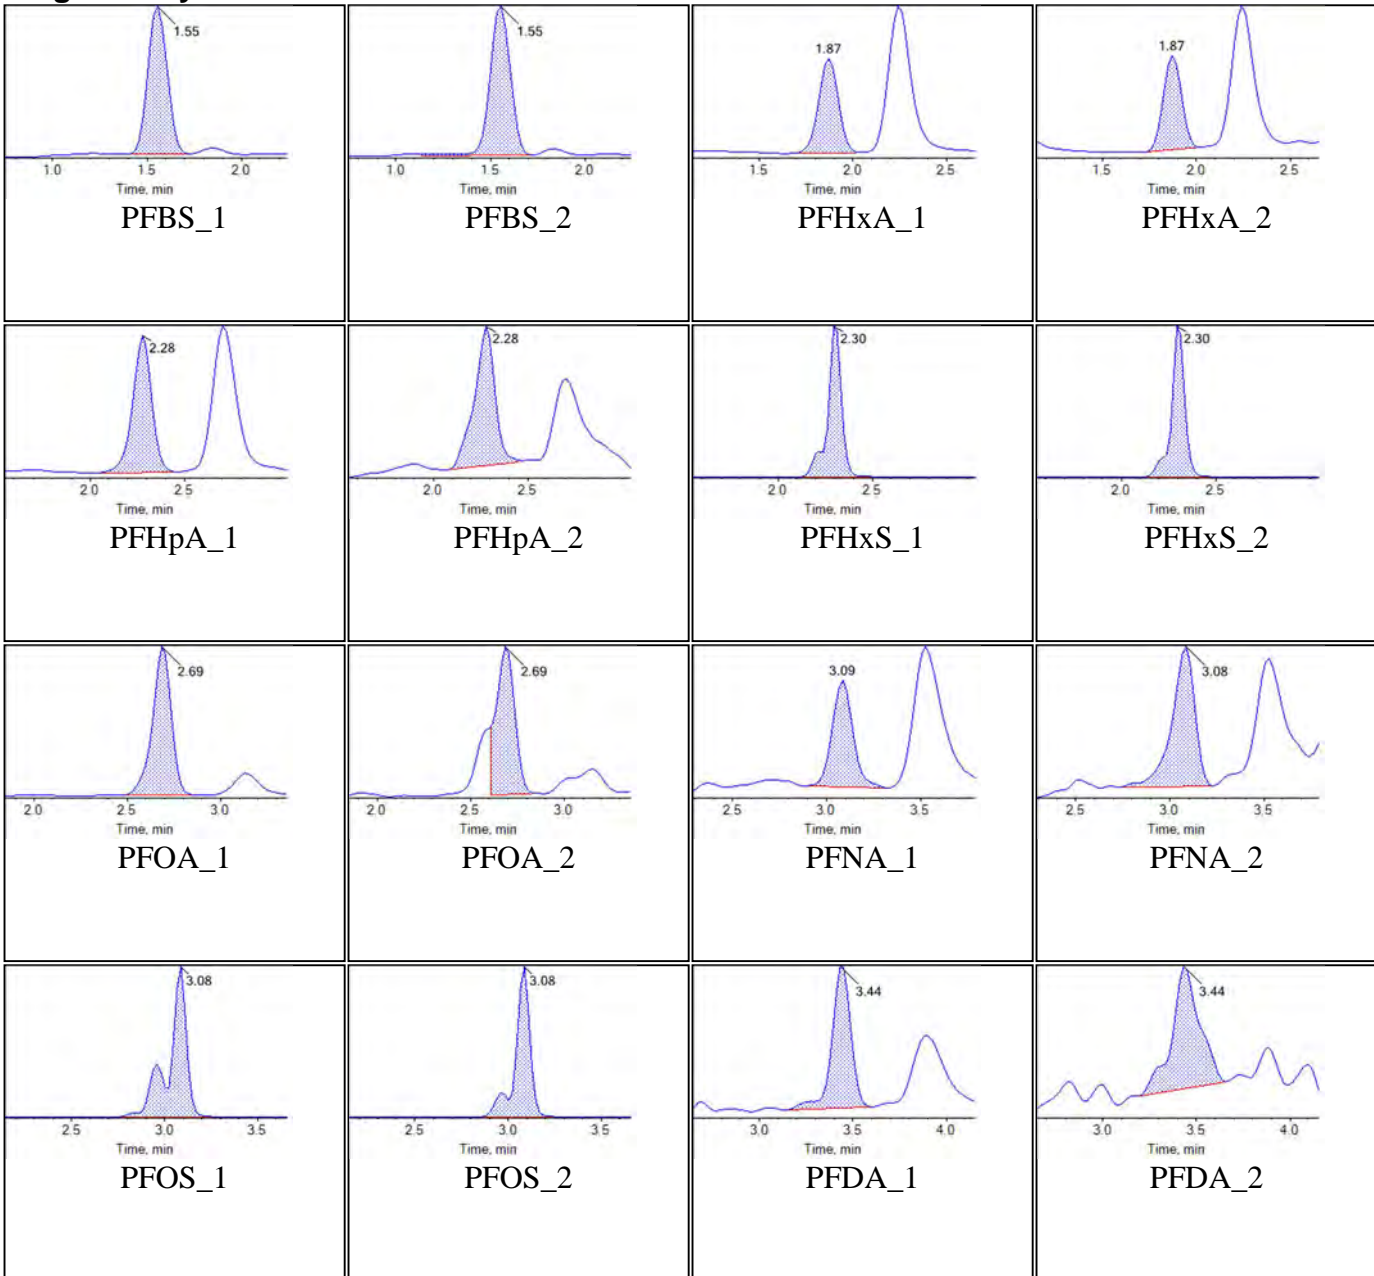 1.55 1.55 1.87 1.87
1.0 1.5 2.0 1.0 1.5 2.0 1.5 2.0 2.5 1.5 2.0 2.5
Time, min Time, min Time, min Time, min
PFBS_1 PFBS_2 PFHxA_1 PFHxA_2
2.28 2.28 2.30 2.30
2.0 2.5 2.0 2.5 2.0 2.5 2.0 2.5
Time, min Time, min Time, min Time, min
PFHpA_1 PFHpA_2 PFHxS_1 PFHxS_2
2.69 2.69 3.09 3.08
2.0 2.5 3.0 2.0 2.5 3.0 2.5 3.0 3.5 2.5 3.0 3.5
Time, min Time, min Time, min Time, min
PFOA_1 PFOA_2 PFNA_1 PFNA_2
3.08 3.08 3.44 3.44
2.5 3.0 3.5 2.5 3.0 3.5 3.0 3.5 4.0 3.0 3.5 4.0
Time, min Time, min Time, min Time, min
PFOS_1 PFOS_2 PFDA_1 PFDA_2